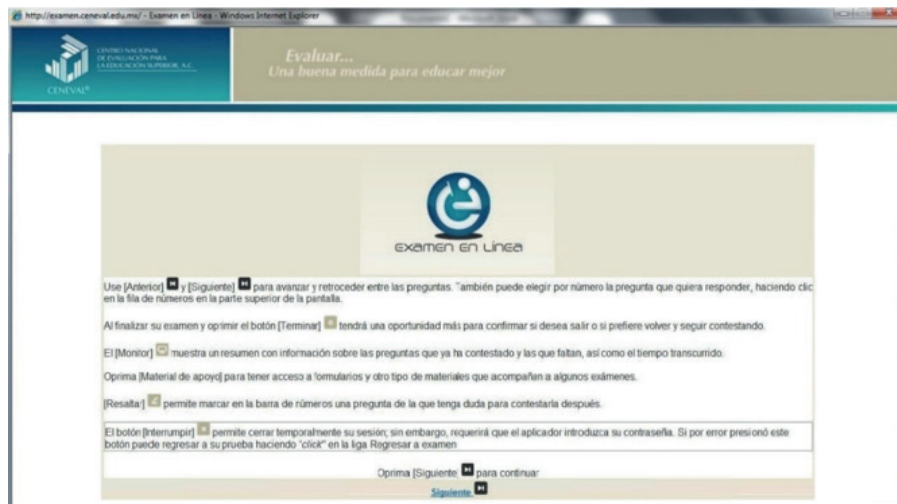 http://examen.ceneval.edu.mx/ - Examen en Línea - Windows Internet Explorer
CENTRO NACIONAL
DE EVALUACIÓN PARA
LA EDUCACIÓN SUPERIOR, A.C.
CENEVAL®
Evaluar...
Una buena medida para educar mejor
examen en línea
Use [Anterior] y [Siguiente] para avanzar y retroceder entre las preguntas. También puede elegir por número la pregunta que quiera responder, haciendo clic
en la fila de números en la parte superior de la pantalla.
Al finalizar su examen y oprimir el botón [Terminar] tendrá una oportunidad más para confirmar si desea salir o si prefiere volver y seguir contestando.
El [Monitor] muestra un resumen con información sobre las preguntas que ya ha contestado y las que faltan, así como el tiempo transcurrido.
Oprima [Material de apoyo] para tener acceso a formularios y otro tipo de materiales que acompañan a algunos exámenes.
[Resaltar] permite marcar en la barra de números una pregunta de la que tenga duda para contestarla después.
El botón [Interrumpir] permite cerrar temporalmente su sesión; sin embargo, requerirá que el aplicador introduzca su contraseña. Si por error presionó este
botón puede regresar a su prueba haciendo "click" en la liga Regresar a examen
Oprima [Siguiente] para continuar
Siguiente